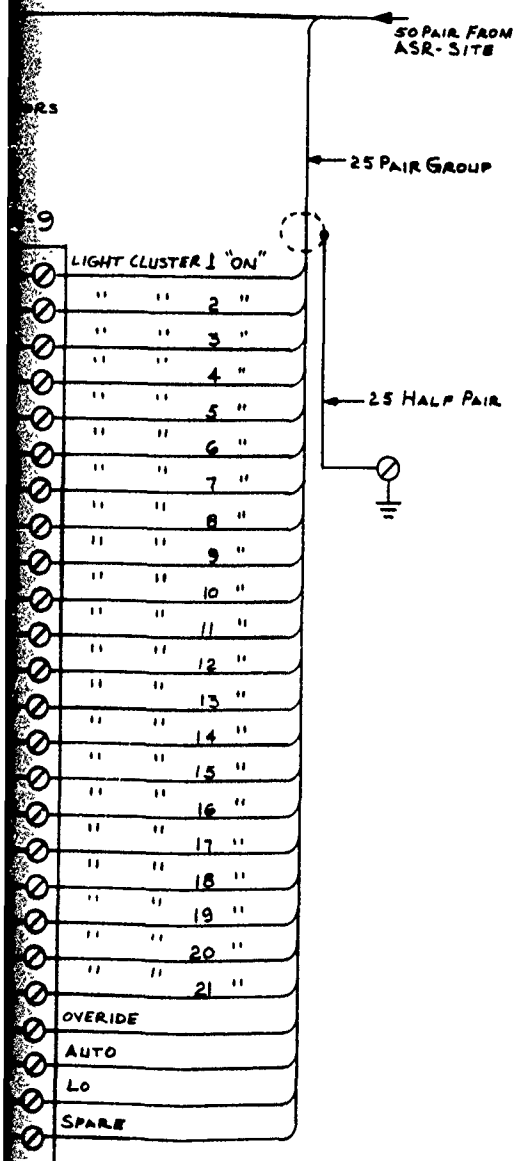 50 PAIR FROM
ASR-SITE
RS
25 PAIR GROUP
-9
LIGHT CLUSTER 1 "ON"
" " 2 "
" " 3 "
" " 4 "
" " 5 "
25 HALF PAIR
" " 6 "
" " 7 "
" " 8 "
" " 9 "
" " 10 "
" " 11 "
" " 12 "
" " 13 "
" " 14 "
" " 15 "
" " 16 "
" " 17 "
" " 18 "
" " 19 "
" " 20 "
" " 21 "
OVERIDE
AUTO
LO
SPARE